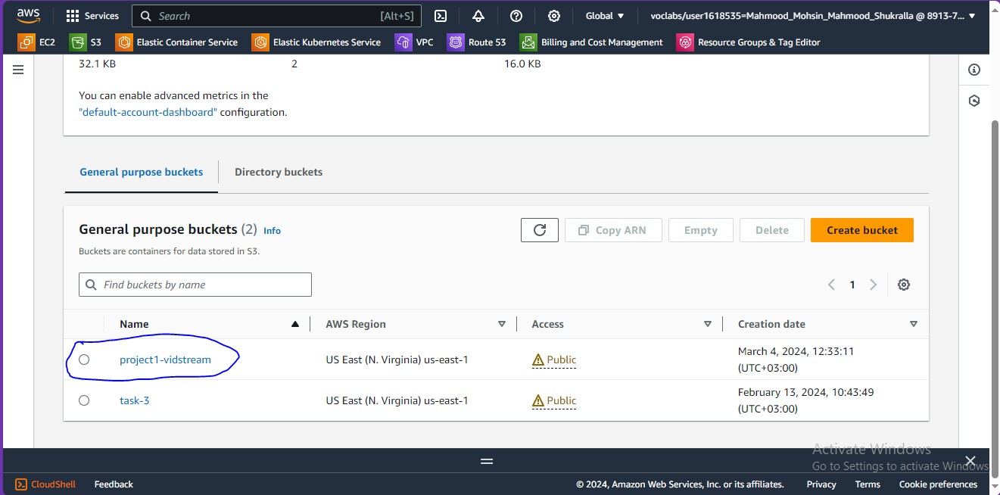 aws
Services
Search [Alt+S]
Global
voclabs/user1618535=Mahmood_Mohsin_Mahmood_Shukralla @ 8913-7...
EC2
S3
Elastic Container Service
Elastic Kubernetes Service
VPC
Route 53
Billing and Cost Management
Resource Groups & Tag Editor
32.1 KB 2 16.0 KB
You can enable advanced metrics in the
"default-account-dashboard" configuration.
General purpose buckets Directory buckets
General purpose buckets (2) Info
Buckets are containers for data stored in S3.
Copy ARN Empty Delete Create bucket
Find buckets by name
1
Name AWS Region Access Creation date
project1-vidstream US East (N. Virginia) us-east-1 Public March 4, 2024, 12:33:11
(UTC+03:00)
task-3 US East (N. Virginia) us-east-1 Public February 13, 2024, 10:43:49
(UTC+03:00)
Activate Windows
Go to Settings to activate Windows.
CloudShell Feedback © 2024, Amazon Web Services, Inc. or its affiliates. Privacy Terms Cookie preferences